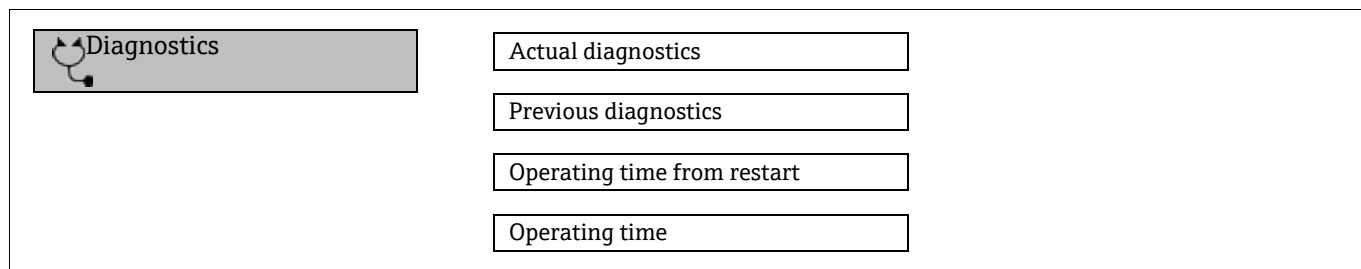 Diagnostics
Actual diagnostics
Previous diagnostics
Operating time from restart
Operating time